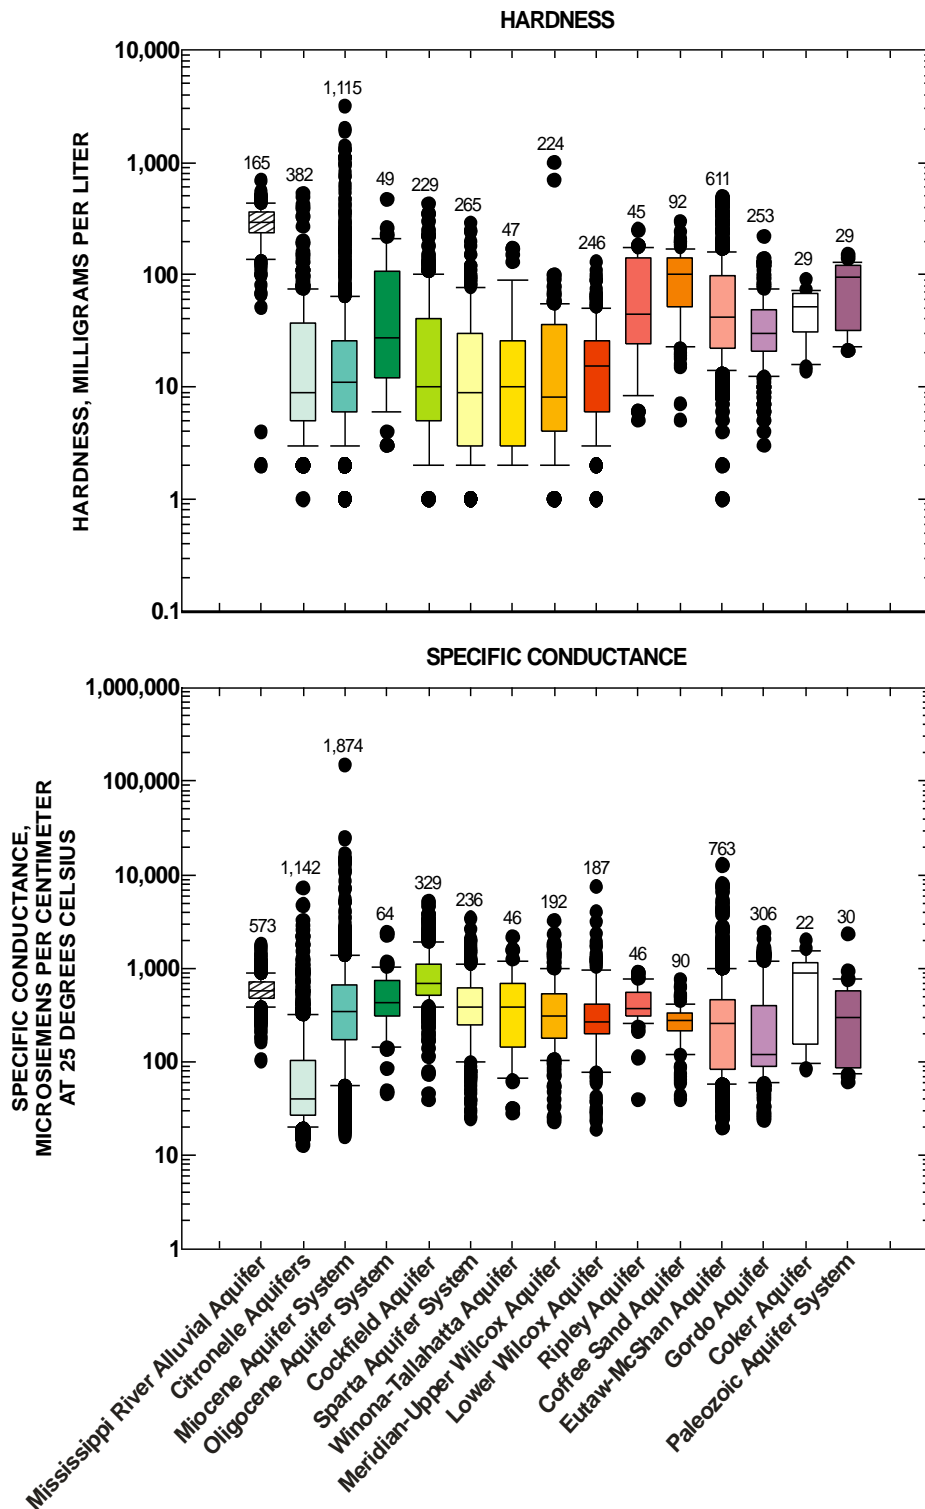 HARDNESS
HARDNESS, MILLIGRAMS PER LITER
10,000
1,000
100
10
1
0.1
165
382
1,115
49
229
265
47
224
246
45
92
611
253
29
29
SPECIFIC CONDUCTANCE
SPECIFIC CONDUCTANCE,
MICROSIEMENS PER CENTIMETER
AT 25 DEGREES CELSIUS
1,000,000
100,000
10,000
1,000
100
10
1
573
1,142
1,874
64
329
236
46
192
187
46
90
763
306
22
30
Mississippi River Alluvial Aquifer
Citronelle Aquifers
Miocene Aquifer System
Oligocene Aquifer System
Cockfield Aquifer
Sparta Aquifer System
Winona-Tallahatta Aquifer
Meridian-Upper Wilcox Aquifer
Lower Wilcox Aquifer
Ripley Aquifer
Coffee Sand Aquifer
Eutaw-McShan Aquifer
Gordo Aquifer
Coker Aquifer
Paleozoic Aquifer System